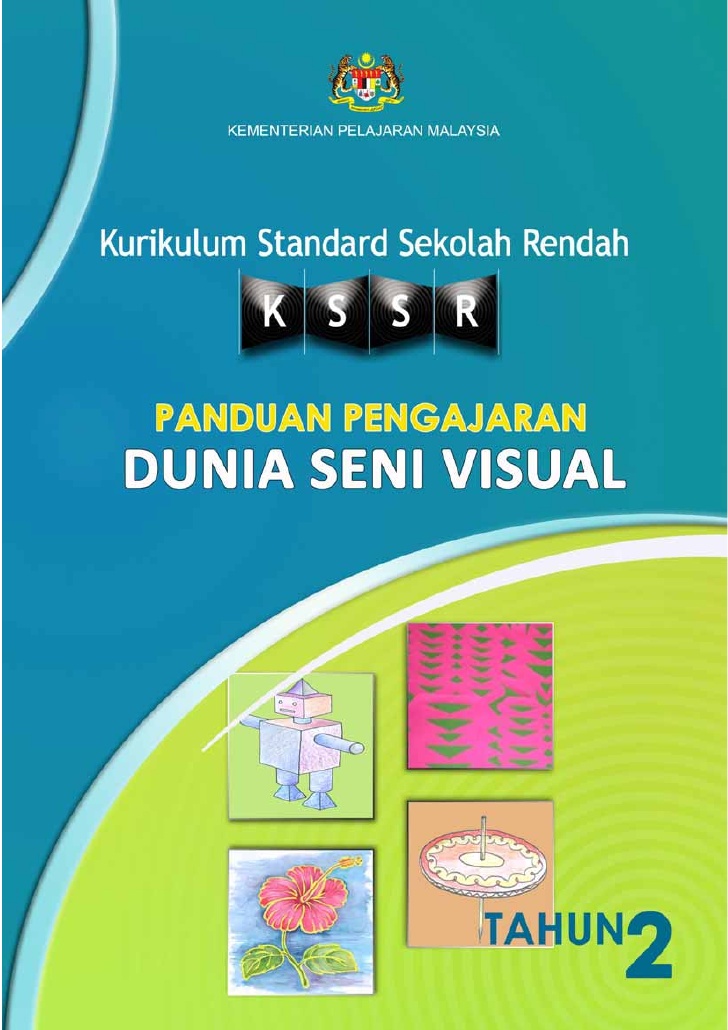 KEMENTERIAN PELAJARAN MALAYSIA
Kurikulum Standard Sekolah Rendah
K S S R
PANDUAN PENGAJARAN
DUNIA SENI VISUAL
TAHUN 2